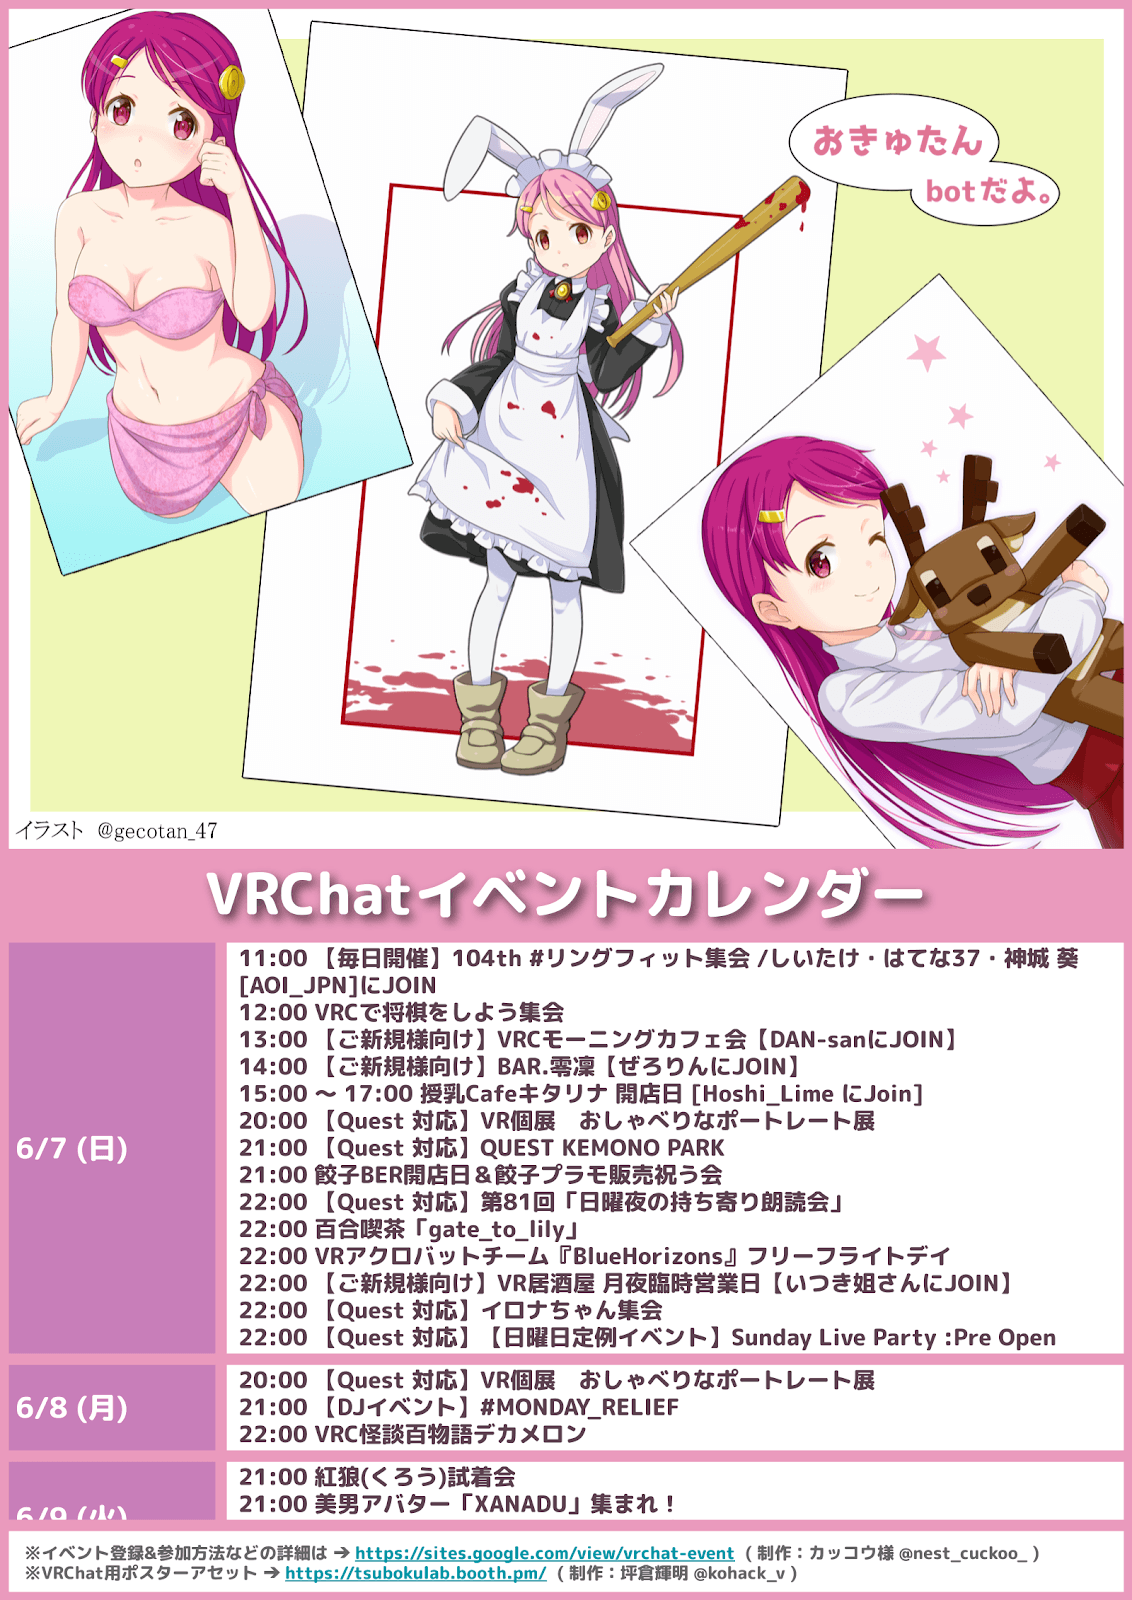 おきゅたん
botだよ。
イラスト @gecotan_47
VRChatイベントカレンダー
6/7 (日)
11:00 【毎日開催】104th #リングフィット集会 /しいたけ・はてな37・神城 葵
[AOI_JPN]にJOIN
12:00 VRCで将棋をしよう集会
13:00 【ご新規様向け】VRCモーニングカフェ会【DAN-sanにJOIN】
14:00 【ご新規様向け】BAR.零凜【ぜろりんにJOIN】
15:00 ～ 17:00 授乳Cafeキタリナ 開店日 [Hoshi_Lime にJoin]
20:00 【Quest 対応】VR個展　おしゃべりなポートレート展
21:00 【Quest 対応】QUEST KEMONO PARK
21:00 餃子BER開店日＆餃子プラモ販売祝う会
22:00 【Quest 対応】第81回「日曜夜の持ち寄り朗読会」
22:00 百合喫茶「gate_to_lily」
22:00 VRアクロバットチーム『BlueHorizons』フリーフライトデイ
22:00 【ご新規様向け】VR居酒屋 月夜臨時営業日【いつき姐さんにJOIN】
22:00 【Quest 対応】イロナちゃん集会
22:00 【Quest 対応】【日曜日定例イベント】Sunday Live Party :Pre Open
6/8 (月)
20:00 【Quest 対応】VR個展　おしゃべりなポートレート展
21:00 【DJイベント】#MONDAY_RELIEF
22:00 VRC怪談百物語デカメロン
6/9 (火)
21:00 紅狼(くろう)試着会
21:00 美男アバター「XANADU」集まれ！
※イベント登録&参加方法などの詳細は → https://sites.google.com/view/vrchat-event ( 制作：カッコウ様 @nest_cuckoo_ )
※VRChat用ポスターアセット → https://tsubokulab.booth.pm/ ( 制作：坪倉輝明 @kohack_v )